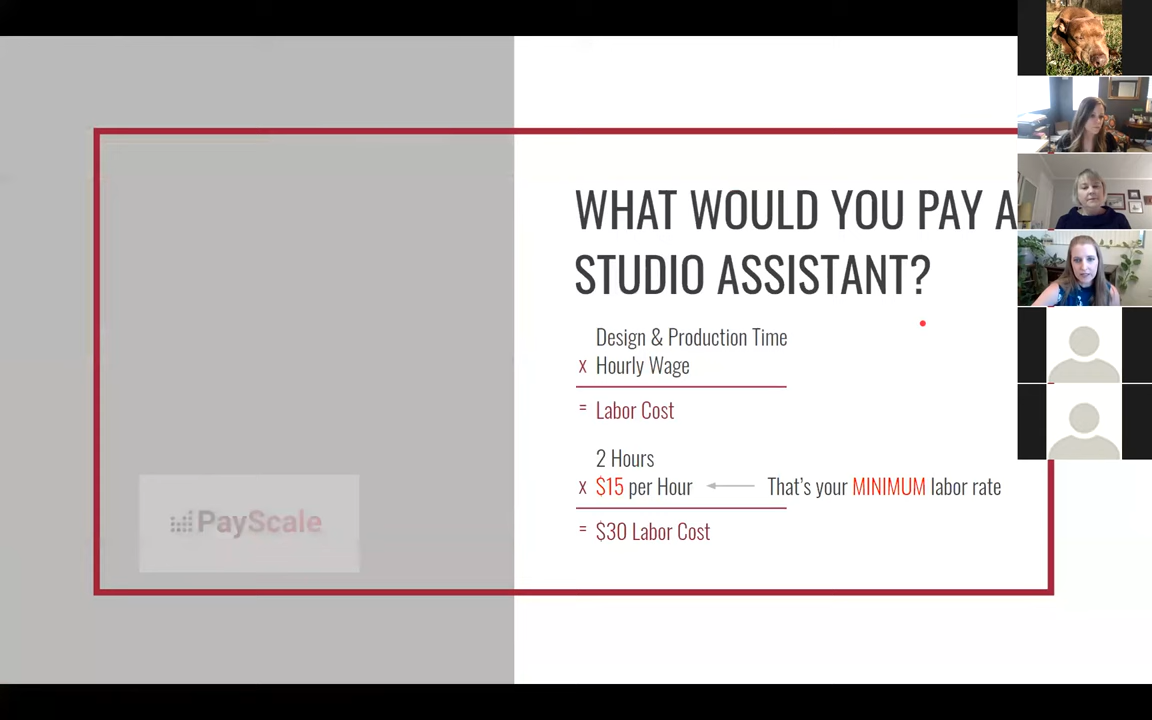 WHAT WOULD YOU PAY A
STUDIO ASSISTANT?
Design & Production Time
x Hourly Wage
= Labor Cost
2 Hours
x $15 per Hour
That's your MINIMUM labor rate
= $30 Labor Cost
PayScale